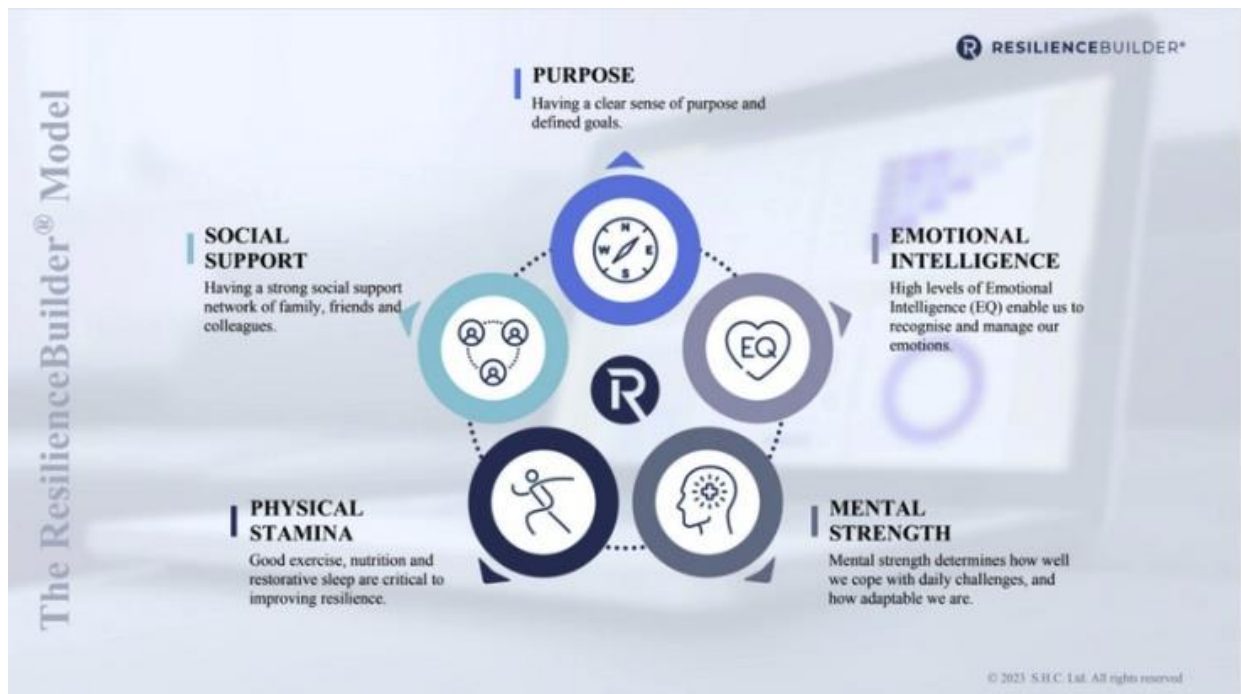 The ResilienceBuilder® Model
RESILIENCEBUILDER®
PURPOSE
Having a clear sense of purpose and
defined goals.
SOCIAL
SUPPORT
Having a strong social support
network of family, friends and
colleagues.
EMOTIONAL
INTELLIGENCE
High levels of Emotional
Intelligence (EQ) enable us to
recognise and manage our
emotions.
N
W E
S
EQ
R
PHYSICAL
STAMINA
Good exercise, nutrition and
restorative sleep are critical to
improving resilience.
MENTAL
STRENGTH
Mental strength determines how well
we cope with daily challenges, and
how adaptable we are.
© 2023 S.H.C. Ltd. All rights reserved